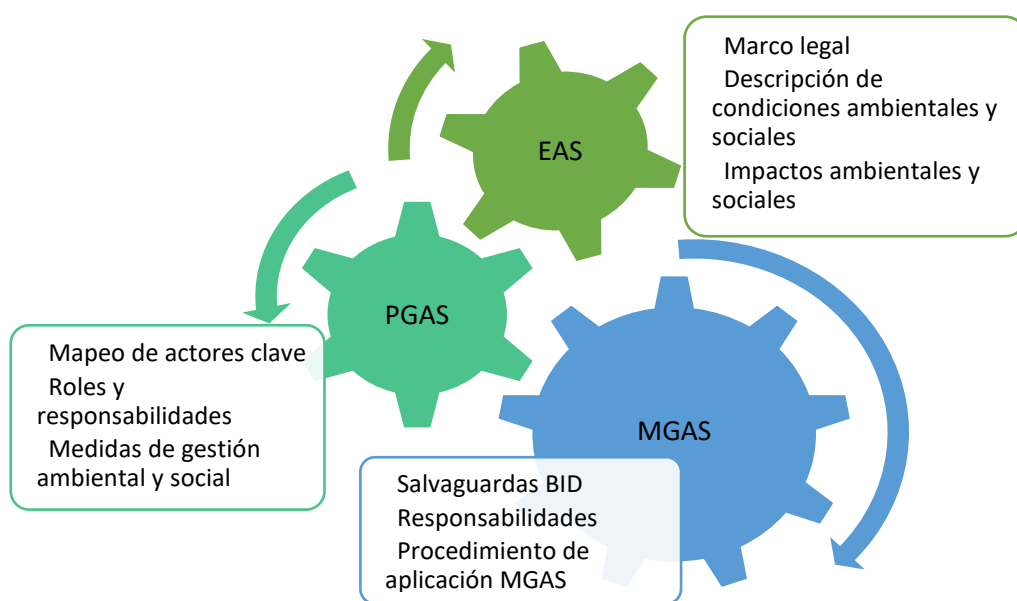 Marco legal
Descripción de
condiciones ambientales y
sociales
Impactos ambientales y
sociales
EAS
PGAS
Mapeo de actores clave
Roles y
responsabilidades
Medidas de gestión
ambiental y social
MGAS
Salvaguardas BID
Responsabilidades
Procedimiento de
aplicación MGAS